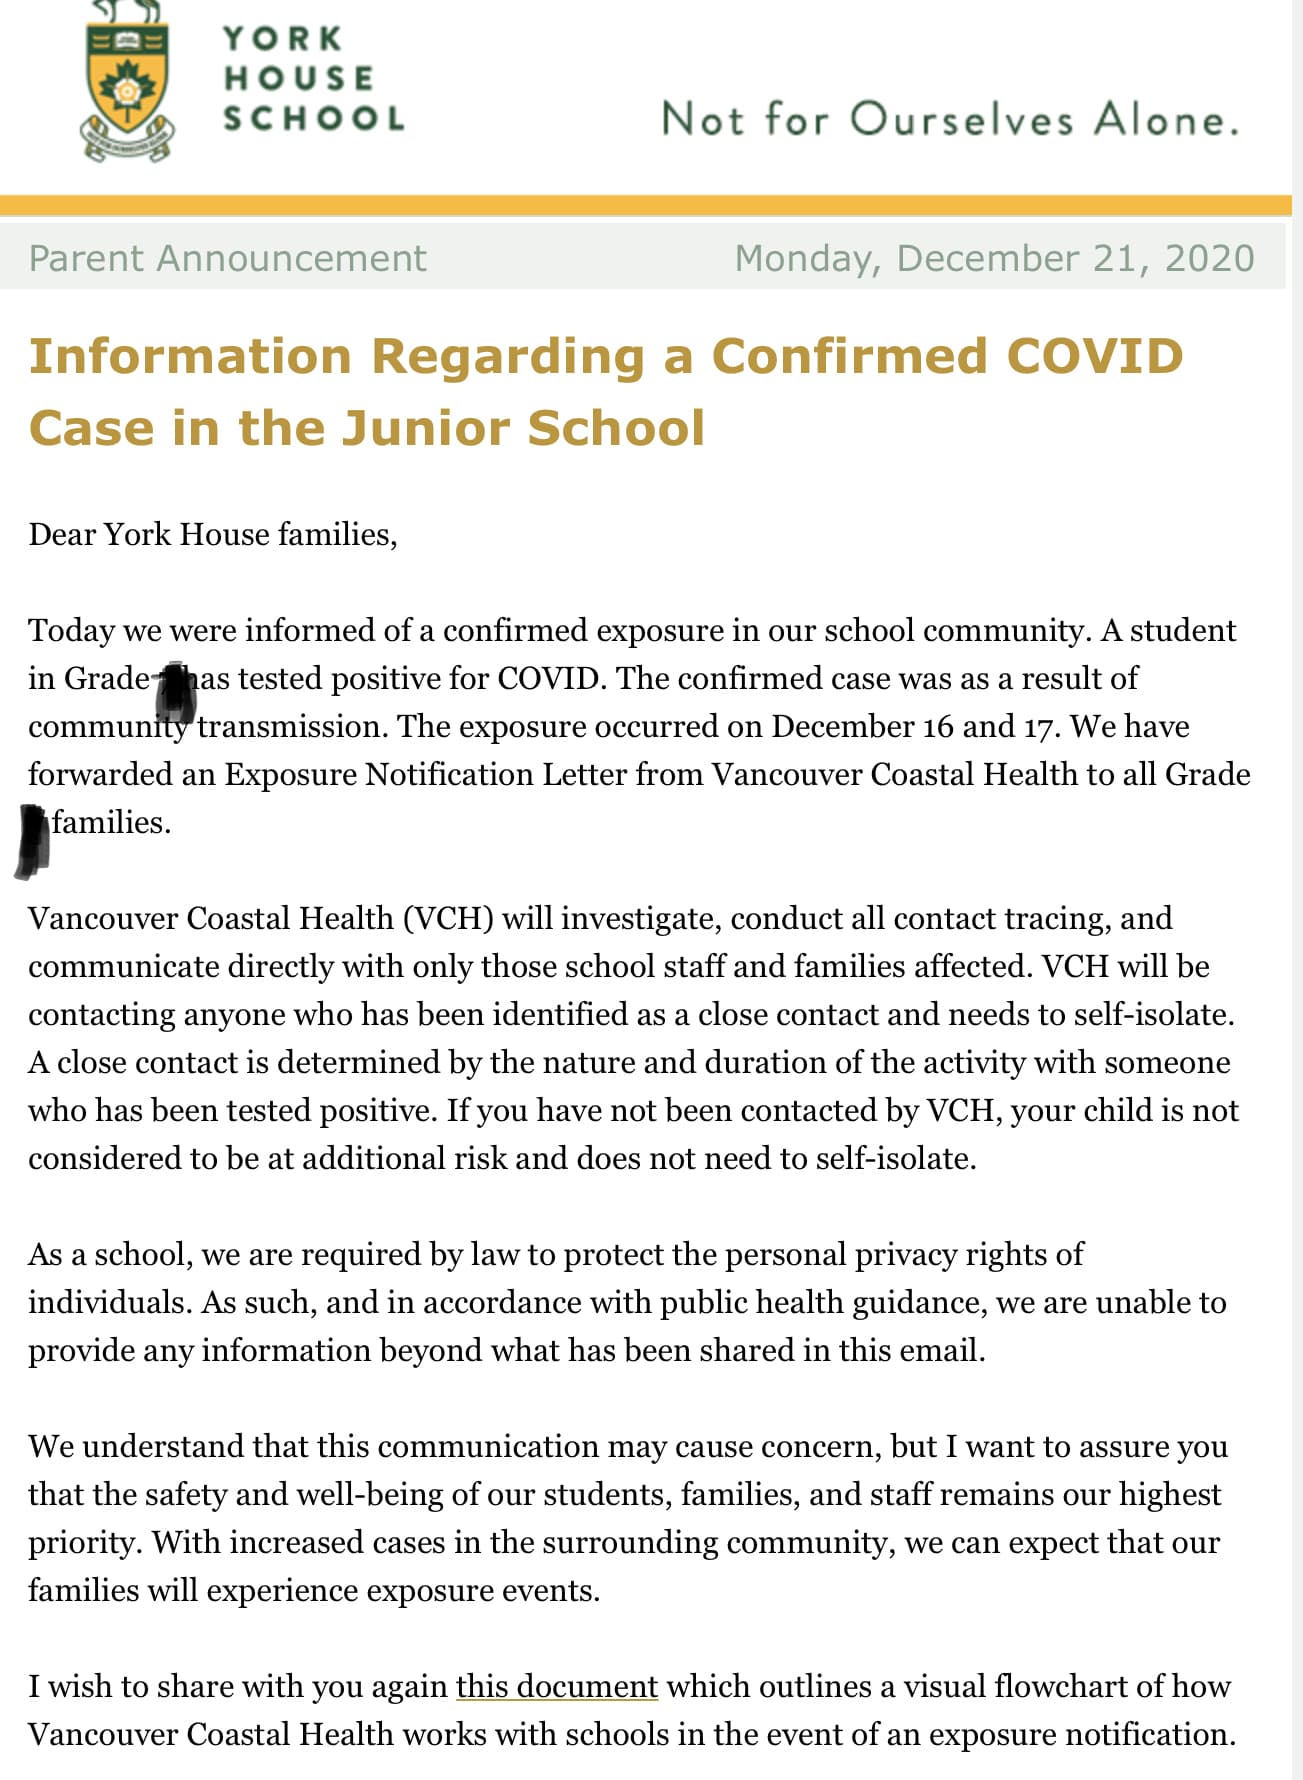 YORK
HOUSE
SCHOOL
Not for Ourselves Alone.
Parent Announcement Monday, December 21, 2020
Information Regarding a Confirmed COVID
Case in the Junior School
Dear York House families,
Today we were informed of a confirmed exposure in our school community. A student
in Grade has tested positive for COVID. The confirmed case was as a result of
community transmission. The exposure occurred on December 16 and 17. We have
forwarded an Exposure Notification Letter from Vancouver Coastal Health to all Grade
families.
Vancouver Coastal Health (VCH) will investigate, conduct all contact tracing, and
communicate directly with only those school staff and families affected. VCH will be
contacting anyone who has been identified as a close contact and needs to self-isolate.
A close contact is determined by the nature and duration of the activity with someone
who has been tested positive. If you have not been contacted by VCH, your child is not
considered to be at additional risk and does not need to self-isolate.
As a school, we are required by law to protect the personal privacy rights of
individuals. As such, and in accordance with public health guidance, we are unable to
provide any information beyond what has been shared in this email.
We understand that this communication may cause concern, but I want to assure you
that the safety and well-being of our students, families, and staff remains our highest
priority. With increased cases in the surrounding community, we can expect that our
families will experience exposure events.
I wish to share with you again this document which outlines a visual flowchart of how
Vancouver Coastal Health works with schools in the event of an exposure notification.